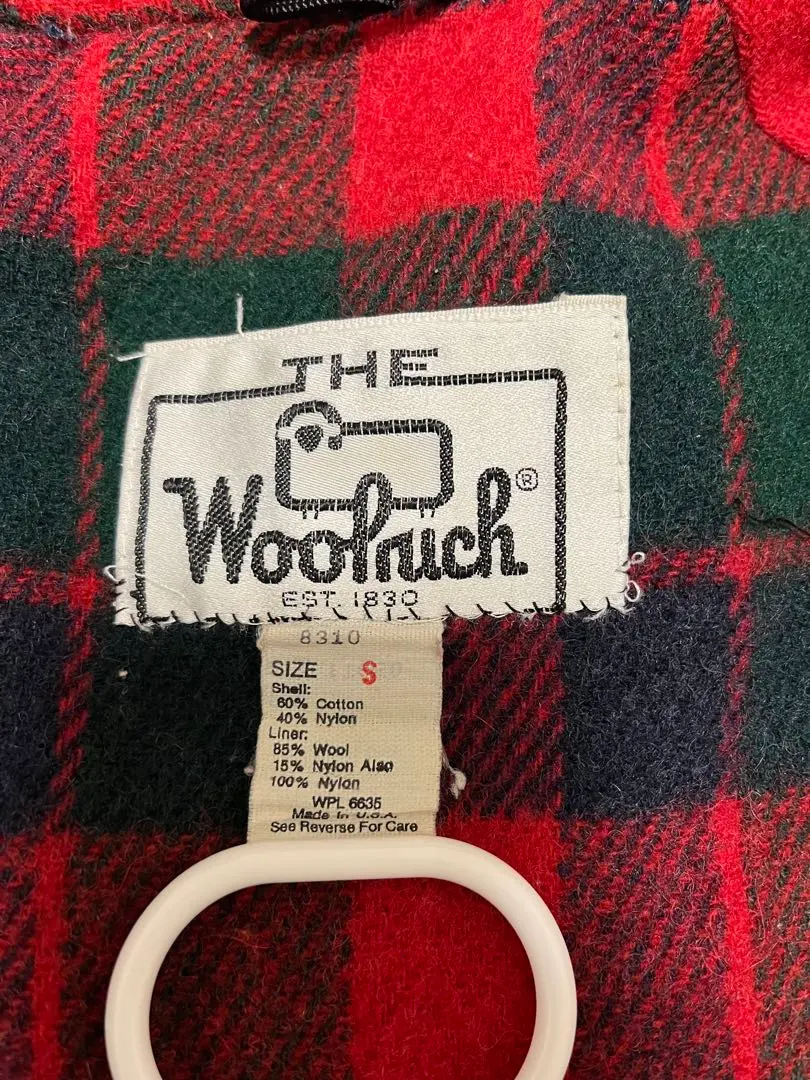 THE
Woolrich®
EST. 1830
8310
SIZE S
Shell:
60% Cotton
40% Nylon
Liner:
85% Wool
15% Nylon Also
100% Nylon
WPL 6635
Made In U.S.A.
See Reverse For Care